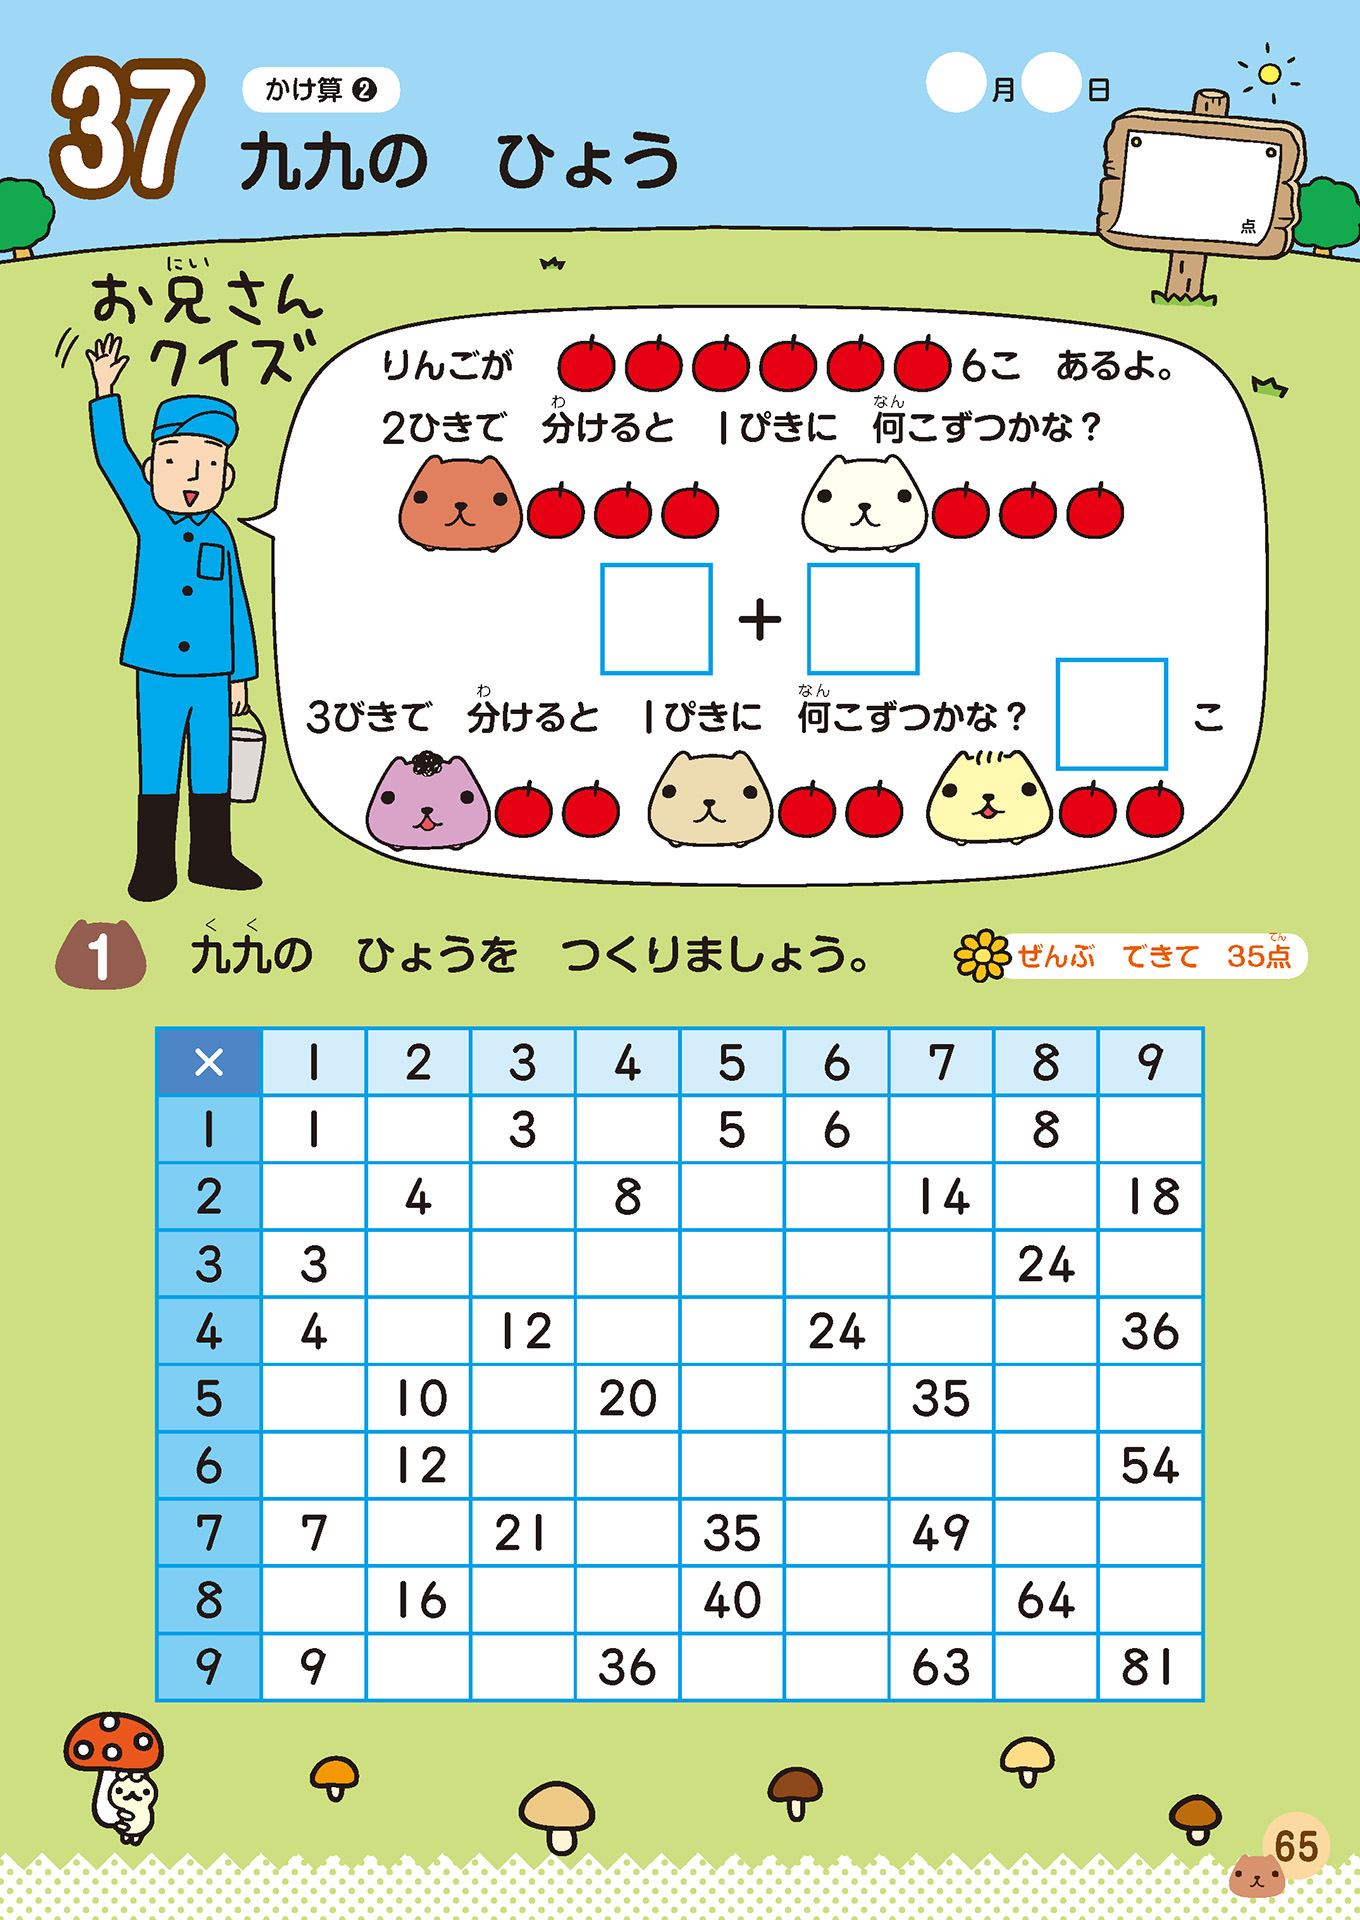 37
かけ算 ❷
九九の ひょう
月 日
点
お兄さん
にい
クイズ
りんごが 6こ あるよ。
2ひきで 分けると 1ぴきに 何こずつかな？
わ なん
+
3びきで 分けると 1ぴきに 何こずつかな？ こ
わ なん
1 九九の ひょうを つくりましょう。
く く
ぜんぶ できて 35点
てん
× 1 2 3 4 5 6 7 8 9
1 1 3 5 6 8
2 4 8 14 18
3 3 24
4 4 12 24 36
5 10 20 35
6 12 54
7 7 21 35 49
8 16 40 64
9 9 36 63 81
65